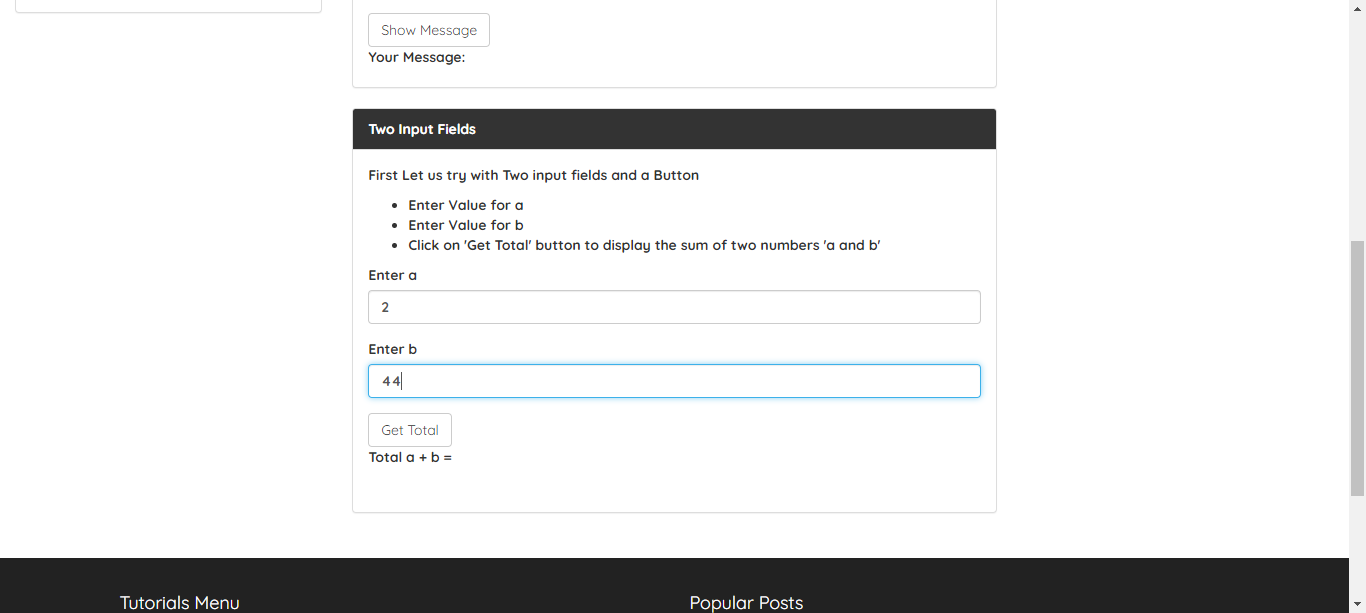 Show Message
Your Message:
Two Input Fields
First Let us try with Two input fields and a Button
Enter Value for a
Enter Value for b
Click on 'Get Total' button to display the sum of two numbers 'a and b'
Enter a
2
Enter b
44
Get Total
Total a + b =
Tutorials Menu
Popular Posts